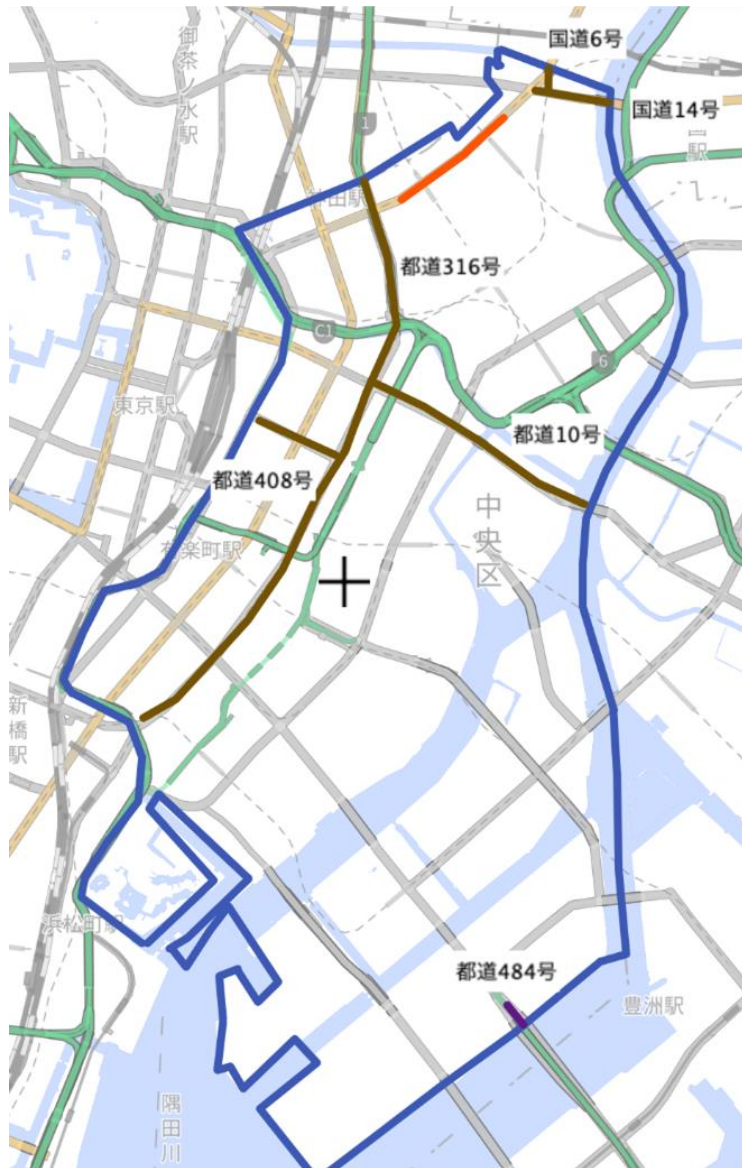 国道6号
御茶ノ水駅
国道14号
1
都道316号
C1
6
東京駅
都道10号
都道408号
中央区
有楽町駅
新橋駅
浜松町駅
都道484号
豊洲駅
隅田川